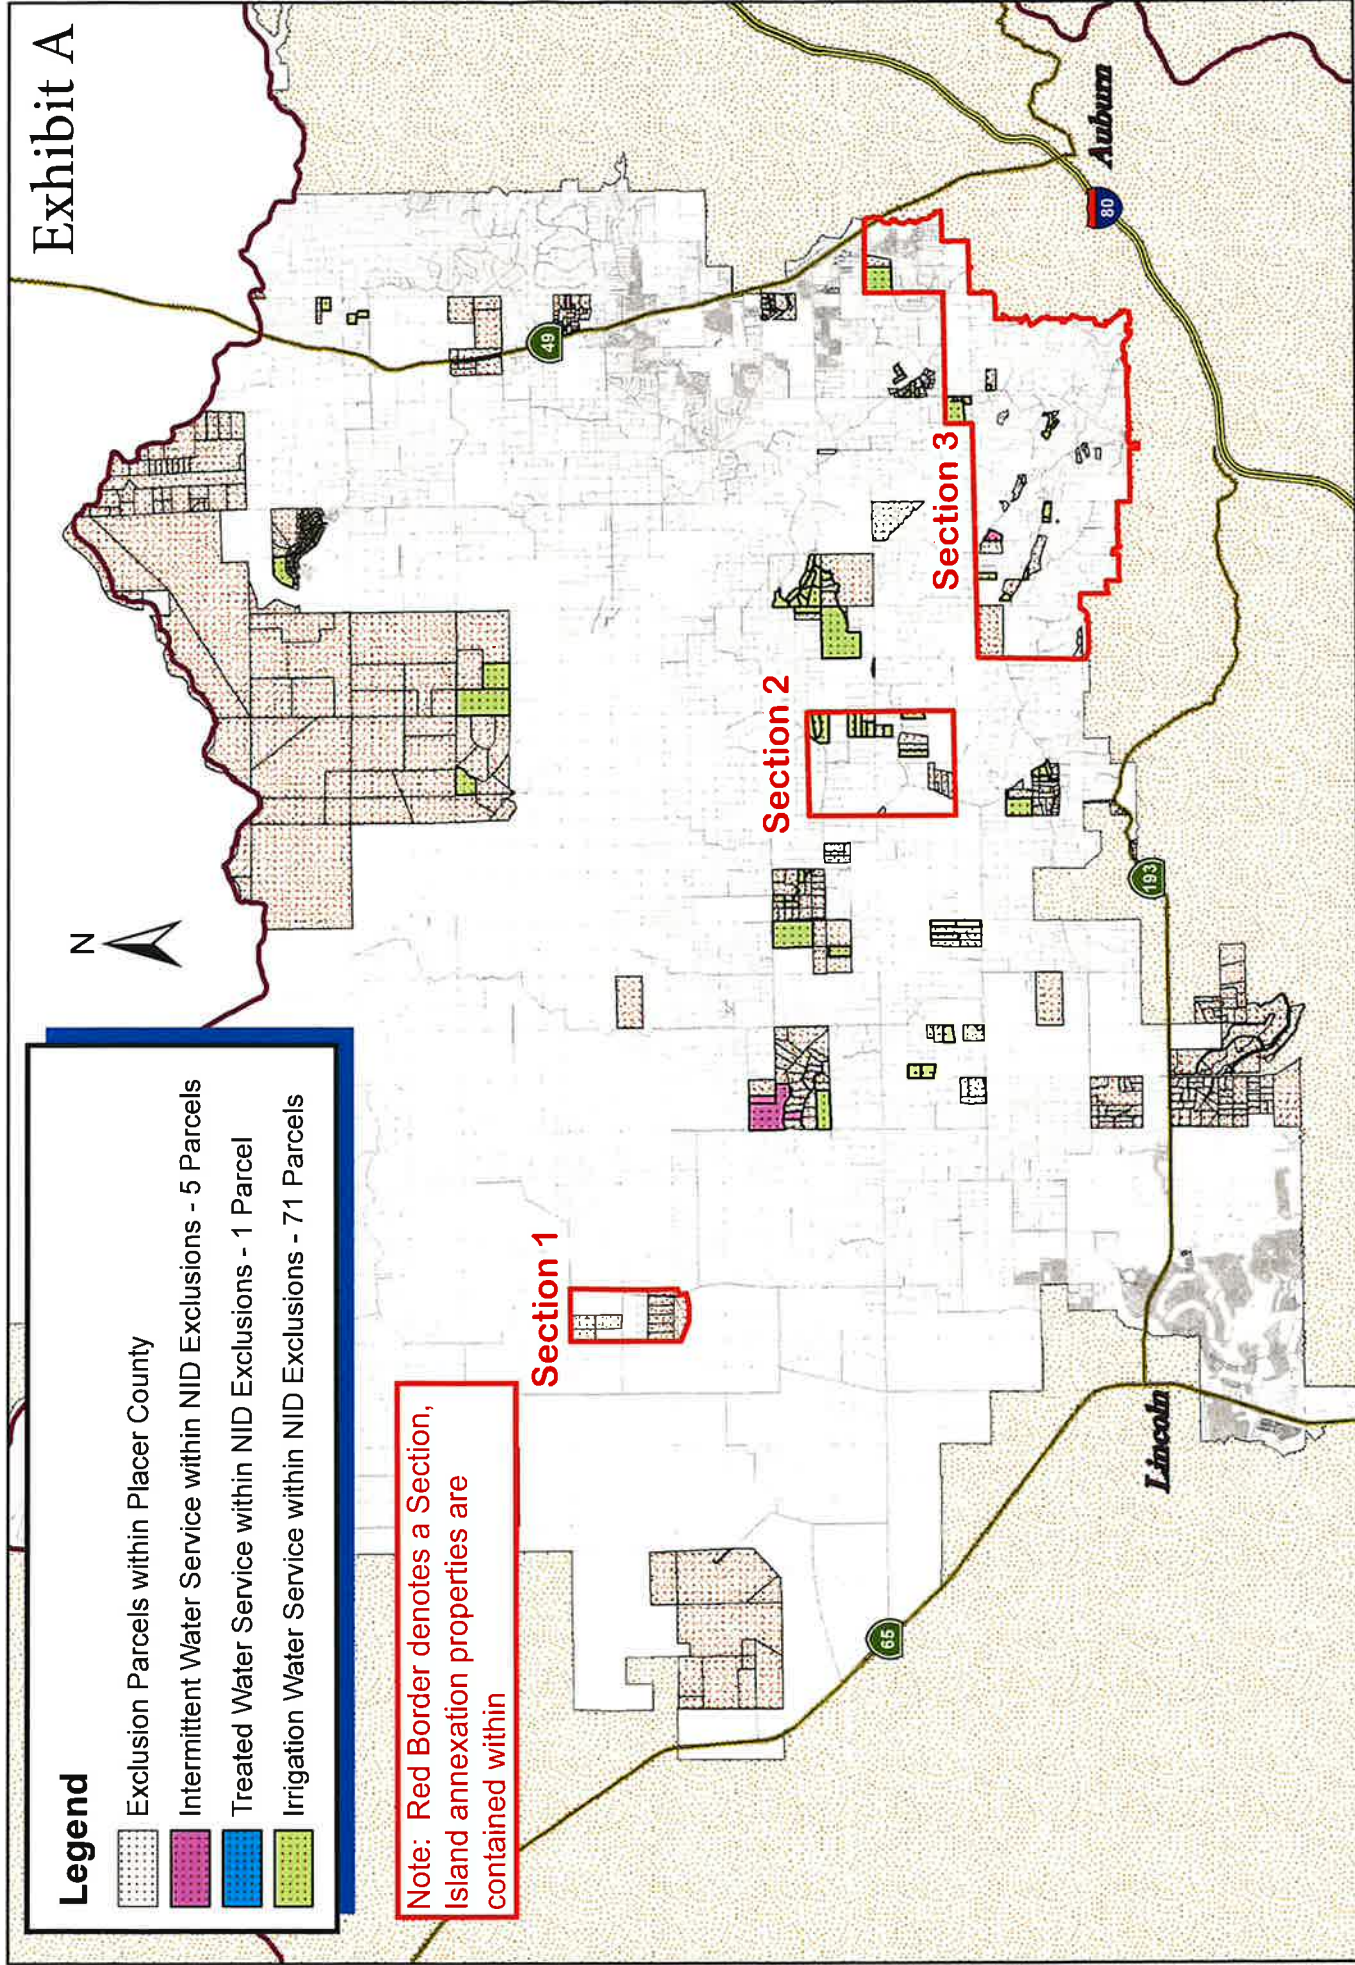 Exhibit A
N
Legend
Exclusion Parcels within Placer County
Intermittent Water Service within NID Exclusions - 5 Parcels
Treated Water Service within NID Exclusions - 1 Parcel
Irrigation Water Service within NID Exclusions - 71 Parcels
Note: Red Border denotes a Section,
Island annexation properties are
contained within
Section 1
Section 2
Section 3
49
65
193
80
Lincoln
Auburn